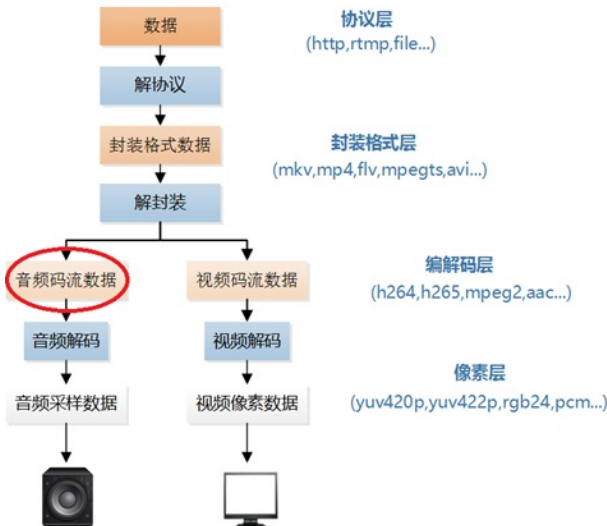 数据
协议层
(http,rtmp,file...)
解协议
封装格式数据
封装格式层
(mkv,mp4,flv,mpegts,avi...)
解封装
音频码流数据
视频码流数据
编解码层
(h264,h265,mpeg2,aac...)
音频解码
视频解码
像素层
(yuv420p,yuv422p,rgb24,pcm...)
音频采样数据
视频像素数据